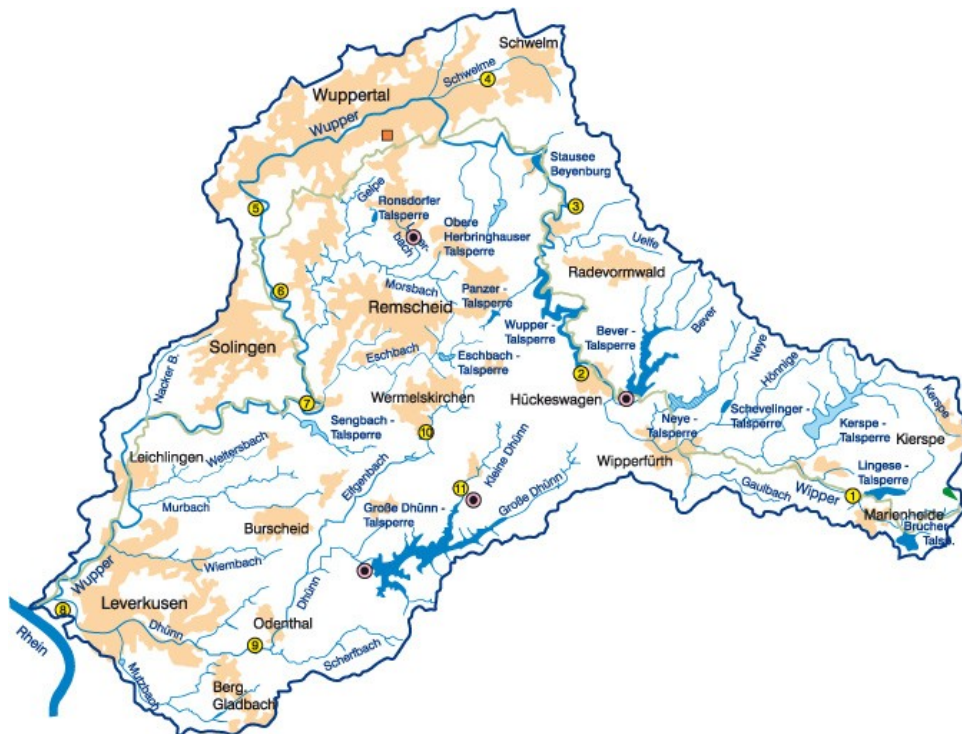 Schwelm
Schwelme
4
Wuppertal
Wupper
Stausee
Beyenburg
Gelpe
5
Ronsdorfer
Talsperre
3
Obere
Herbringhauser
Talsperre
Uelfe
Radevormwald
Morsbach
Panzer -
Talsperre
6
Remscheid
Wupper -
Talsperre
Bever -
Talsperre
Bever
Solingen
Eschbach
Eschbach -
Talsperre
Neye
Hönnige
Nacker B.
2
Wermelskirchen
Hückeswagen
7
Sengbach -
Talsperre
Neye -
Talsperre
Schevelinger -
Talsperre
Kerspe -
Talsperre
Kerspe
Kierspe
10
Leichlingen
Weltersbach
Wipperfürth
Lingese -
Talsperre
Eifgenbach
Kleine Dhünn
Gaulbach
Wipper
1
Murbach
11
Große Dhünn -
Talsperre
Große Dhünn
Marienheide
Brucher
Talsp.
Burscheid
Wiembach
Wupper
Dhünn
Leverkusen
8
Dhünn
Odenthal
9
Rhein
Scherfbach
Mutzbach
Berg.
Gladbach